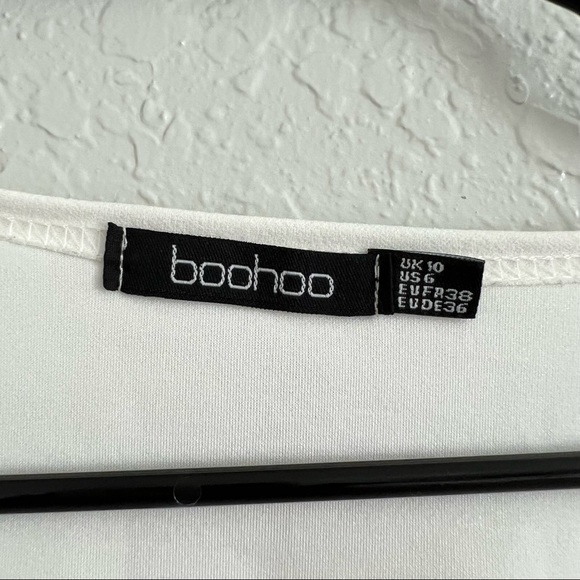 boohoo
UK 10
US 6
EU FR 38
EU DE 36